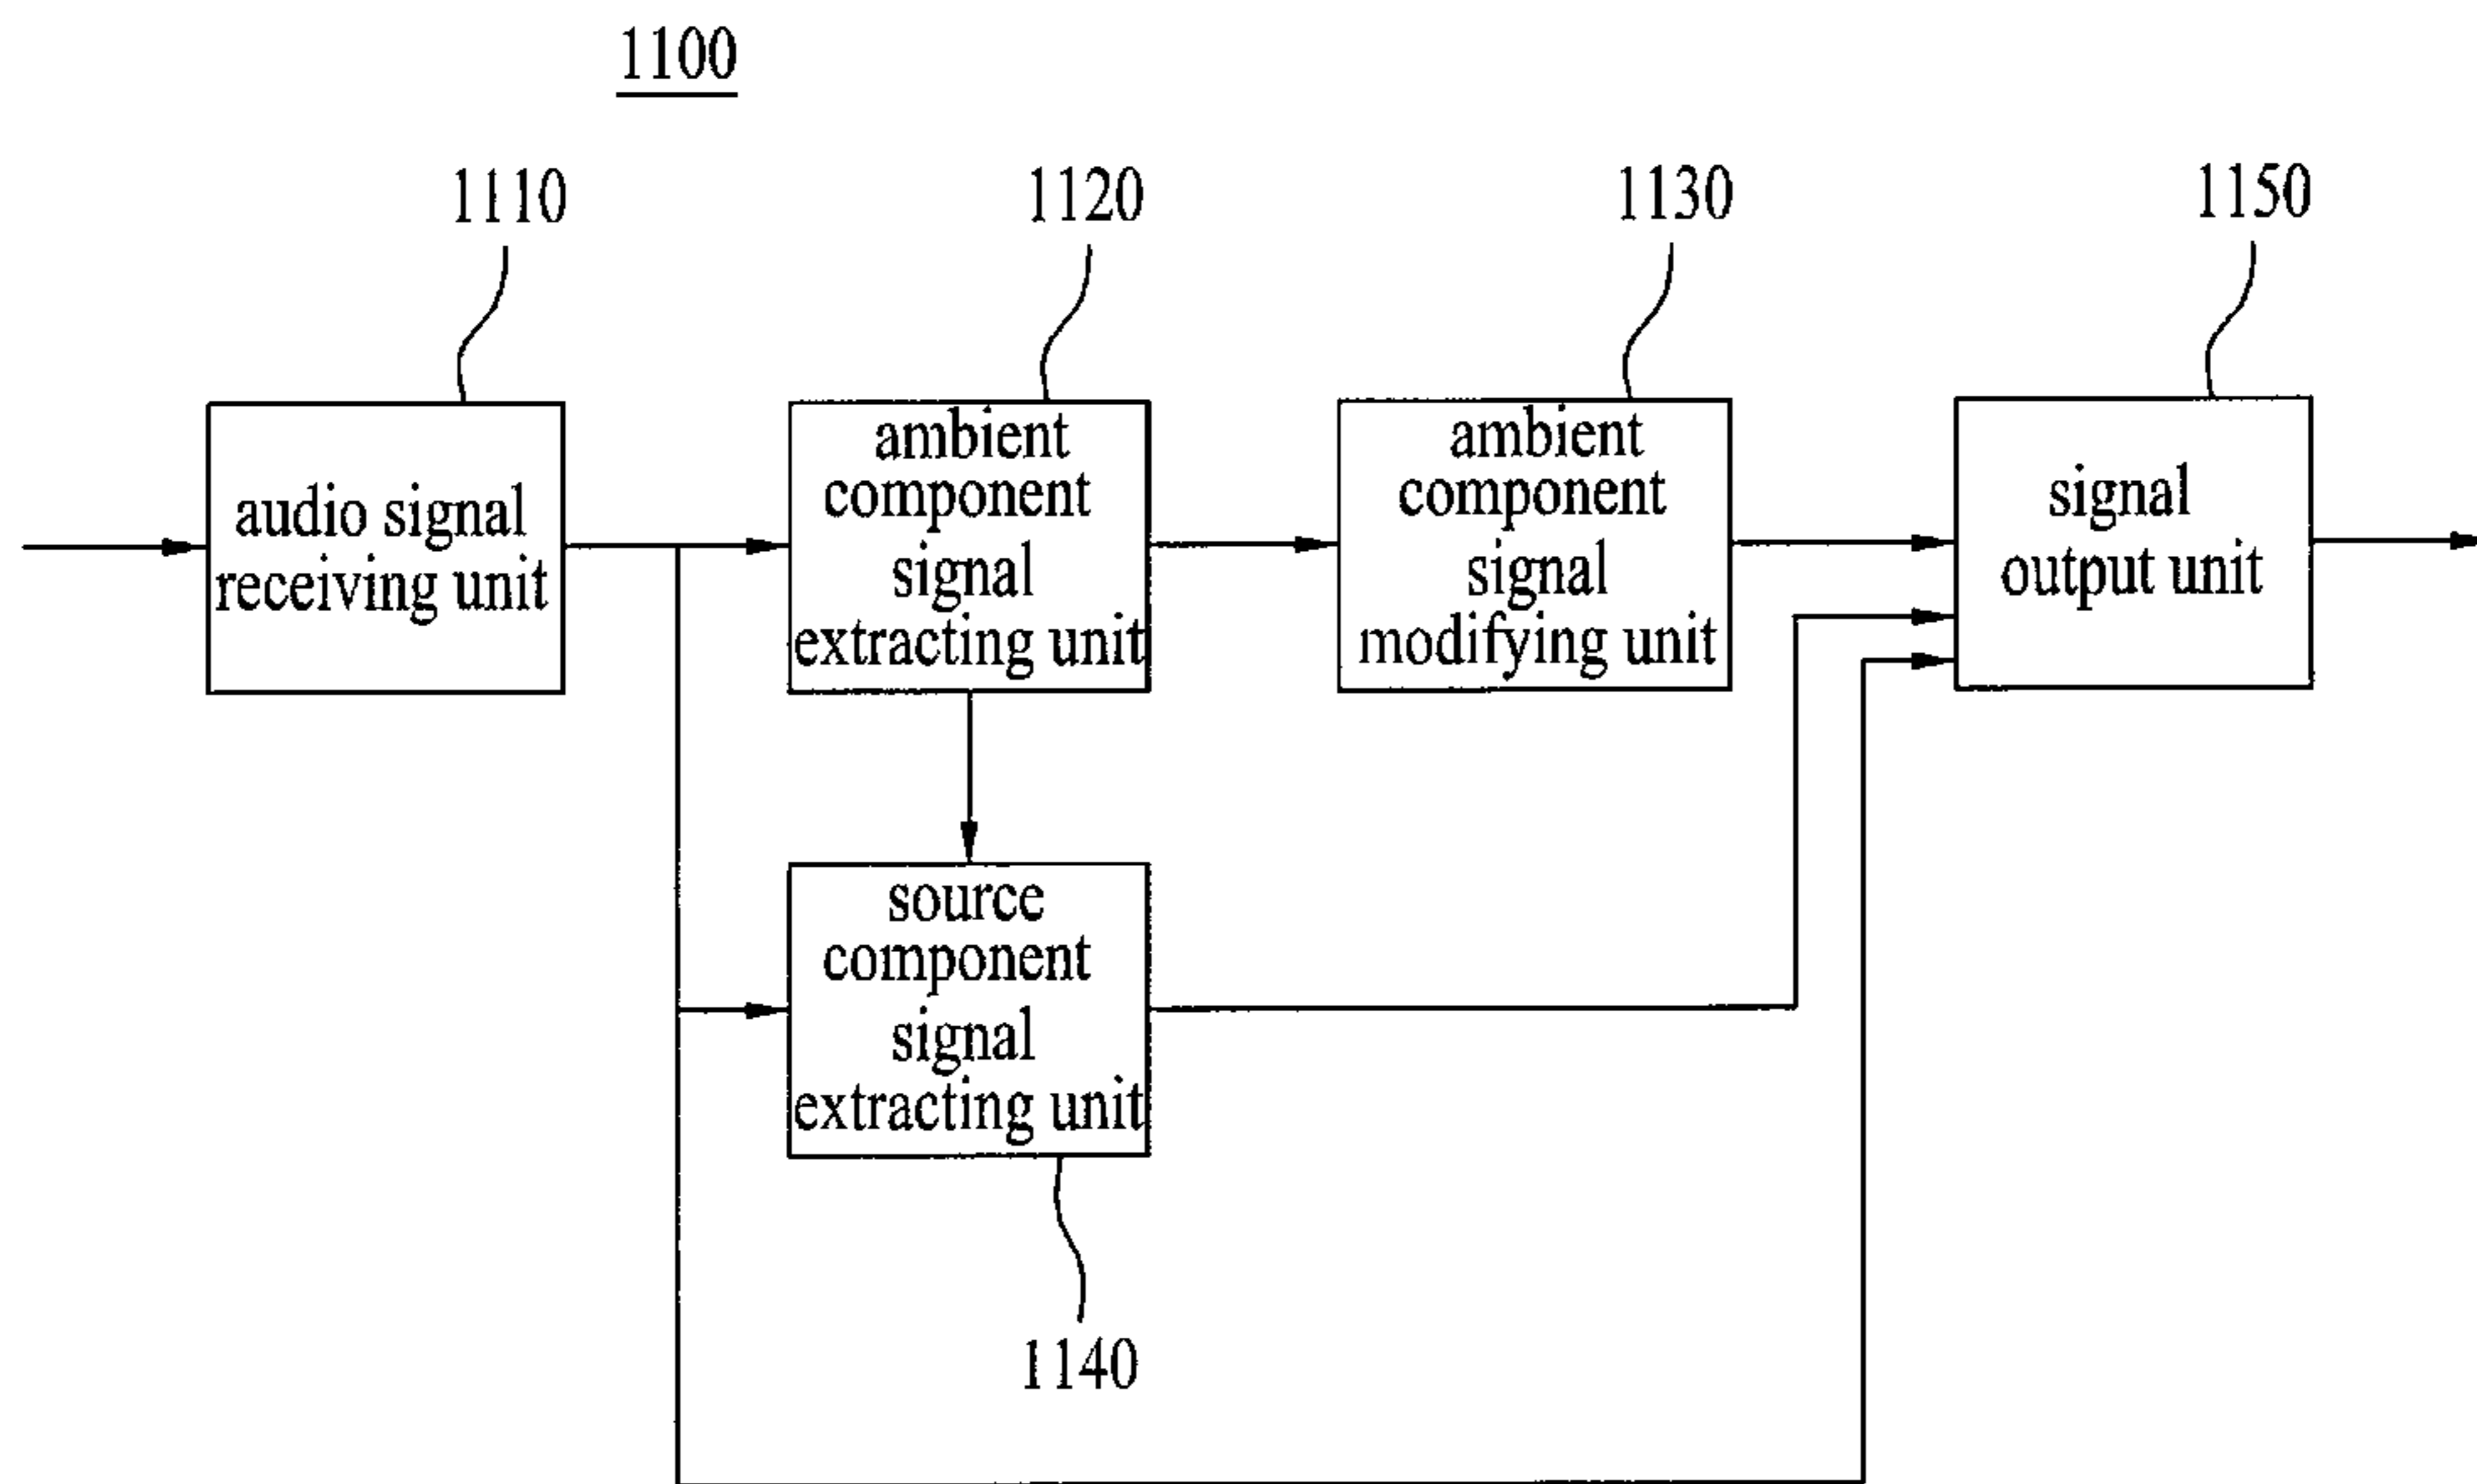 1100
1110
1120
1130
1150
audio signal
receiving unit
ambient
component
signal
extracting unit
ambient
component
signal
modifying unit
signal
output unit
source
component
signal
extracting unit
1140